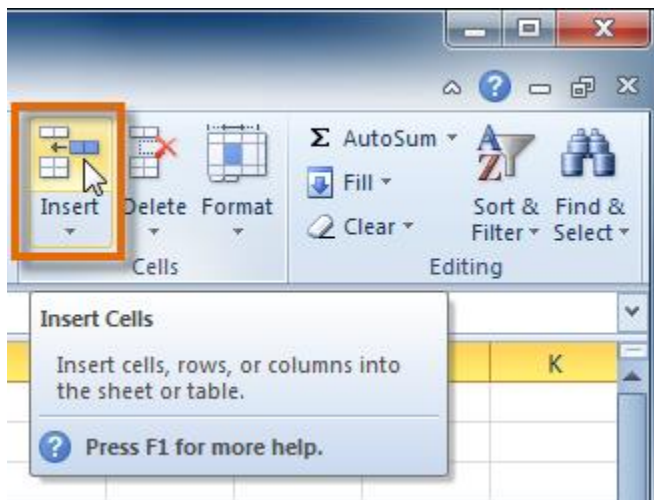 Σ AutoSum
Fill
Clear
Insert Delete Format
Sort & Filter
Find & Select
Cells
Editing
Insert Cells
Insert cells, rows, or columns into
the sheet or table.
Press F1 for more help.
K